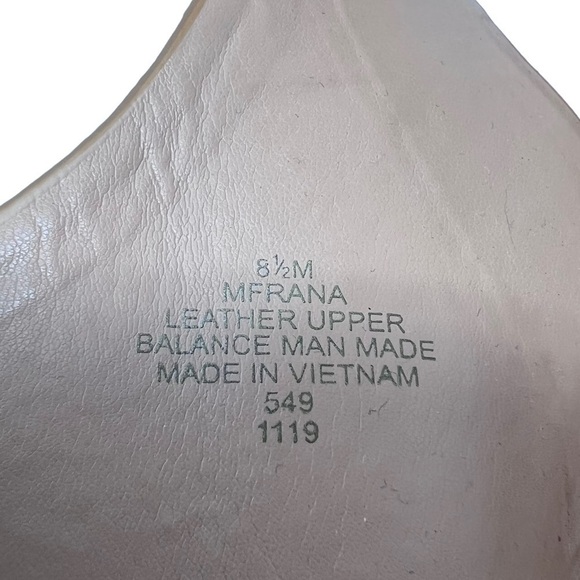 8½M
MFRANA
LEATHER UPPER
BALANCE MAN MADE
MADE IN VIETNAM
549
1119